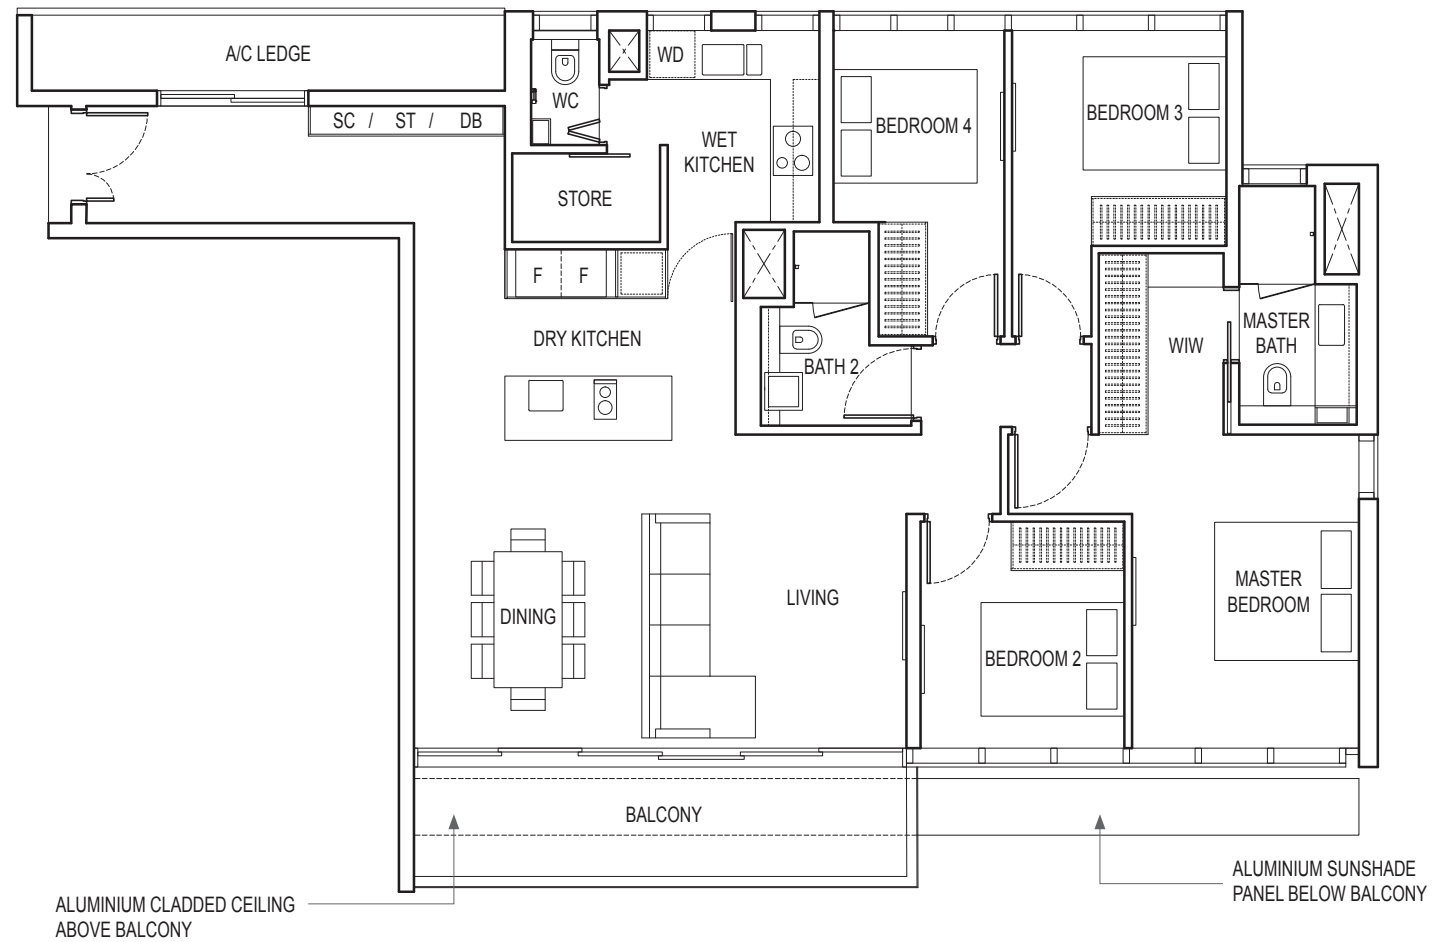 A/C LEDGE
SC / ST / DB
WC
WD
WET
KITCHEN
STORE
F F
DRY KITCHEN
BEDROOM 4
BEDROOM 3
BATH 2
WIW
MASTER
BATH
DINING
LIVING
BEDROOM 2
MASTER
BEDROOM
BALCONY
ALUMINIUM CLADDED CEILING
ABOVE BALCONY
ALUMINIUM SUNSHADE
PANEL BELOW BALCONY